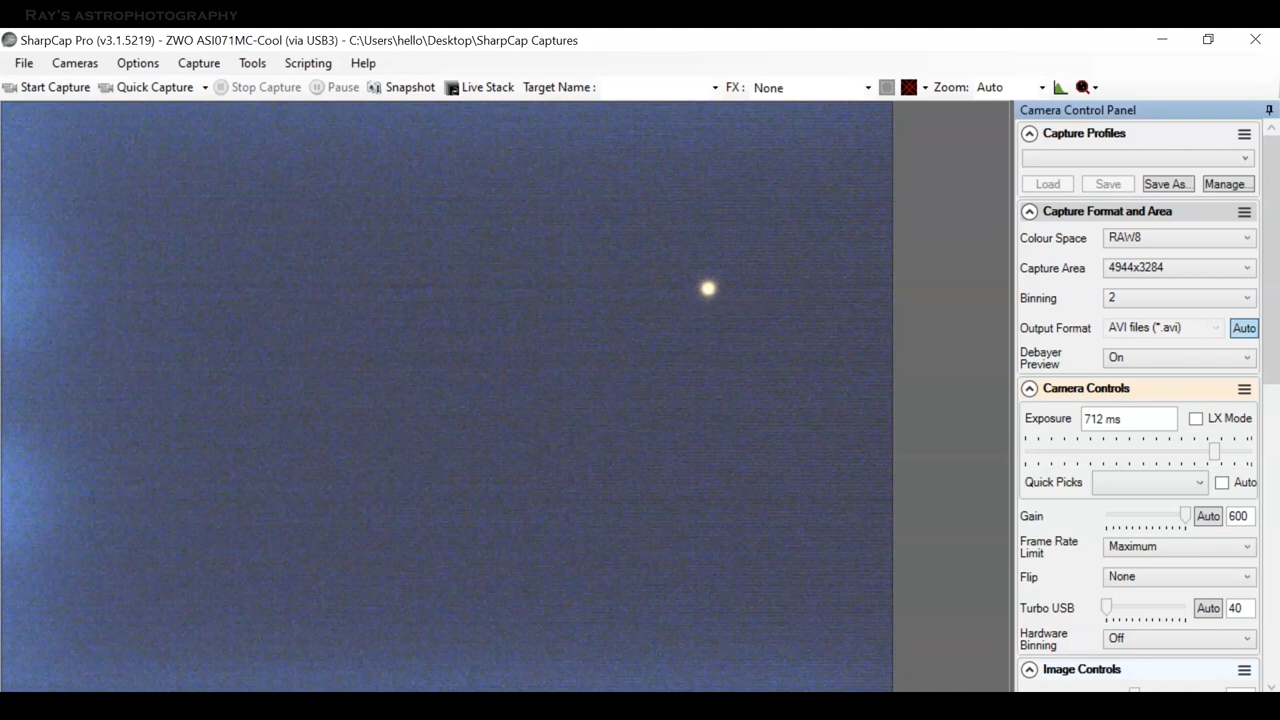 Ray's astrophotography
SharpCap Pro (v3.1.5219) - ZWO ASI071MC-Cool (via USB3) - C:\Users\hello\Desktop\SharpCap Captures
File Cameras Options Capture Tools Scripting Help
Start Capture Quick Capture Stop Capture Pause Snapshot Live Stack Target Name : FX : None Zoom: Auto
Camera Control Panel
Capture Profiles
Load Save Save As... Manage...
Capture Format and Area
Colour Space RAW8
Capture Area 4944x3284
Binning 2
Output Format AVI files (*.avi) Auto
Debayer
Preview On
Camera Controls
Exposure 712 ms LX Mode
Quick Picks Auto
Gain Auto 600
Frame Rate
Limit Maximum
Flip None
Turbo USB Auto 40
Hardware
Binning Off
Image Controls